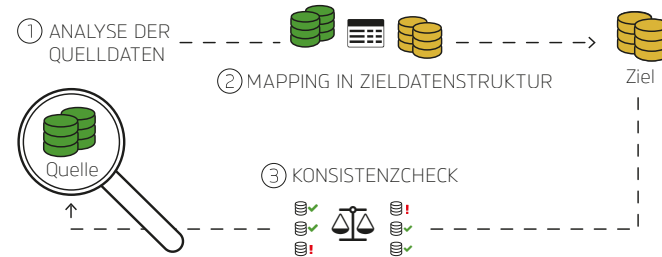 1 ANALYSE DER
QUELLDATEN
2 MAPPING IN ZIELDATENSTRUKTUR
Ziel
Quelle
3 KONSISTENZCHECK